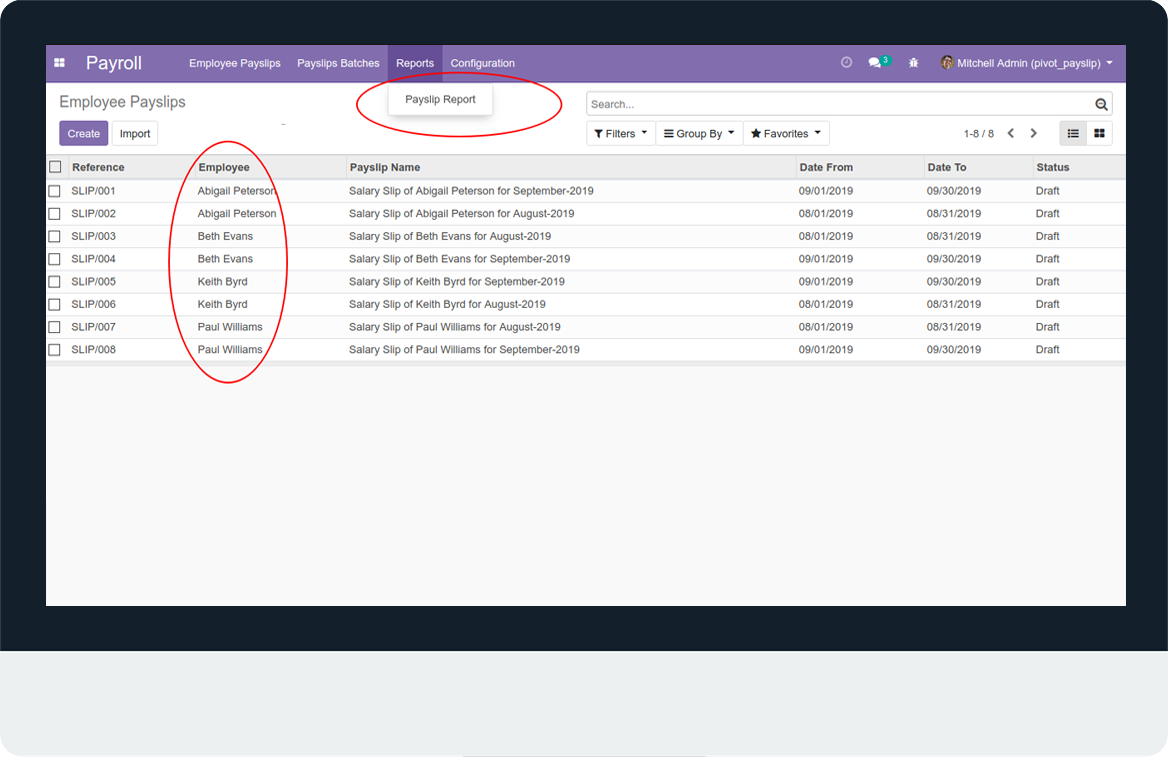 Payroll Employee Payslips Payslips Batches Reports Configuration 3 Mitchell Admin (pivot_payslip)
Employee Payslips Payslip Report Search...
Create Import Filters Group By Favorites 1-8 / 8
Reference Employee Payslip Name Date From Date To Status
SLIP/001 Abigail Peterson Salary Slip of Abigail Peterson for September-2019 09/01/2019 09/30/2019 Draft
SLIP/002 Abigail Peterson Salary Slip of Abigail Peterson for August-2019 08/01/2019 08/31/2019 Draft
SLIP/003 Beth Evans Salary Slip of Beth Evans for August-2019 08/01/2019 08/31/2019 Draft
SLIP/004 Beth Evans Salary Slip of Beth Evans for September-2019 09/01/2019 09/30/2019 Draft
SLIP/005 Keith Byrd Salary Slip of Keith Byrd for September-2019 09/01/2019 09/30/2019 Draft
SLIP/006 Keith Byrd Salary Slip of Keith Byrd for August-2019 08/01/2019 08/31/2019 Draft
SLIP/007 Paul Williams Salary Slip of Paul Williams for August-2019 08/01/2019 08/31/2019 Draft
SLIP/008 Paul Williams Salary Slip of Paul Williams for September-2019 09/01/2019 09/30/2019 Draft